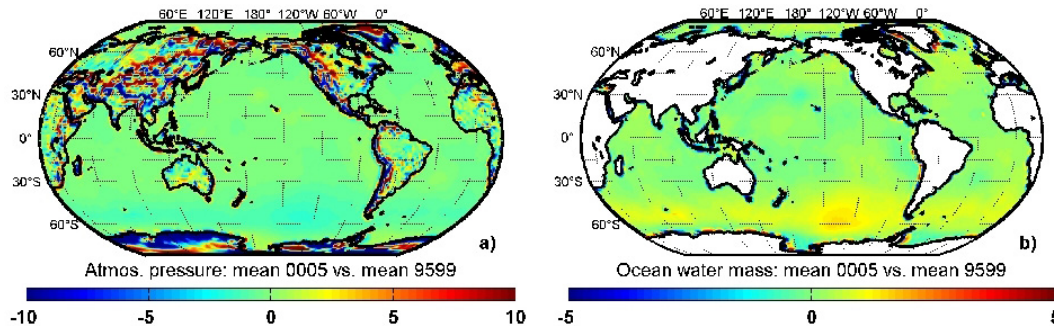 60°E 120°E 180° 120°W 60°W 0°
60°N
30°N
0°
30°S
60°S
a)
Atmos. pressure: mean 0005 vs. mean 9599
-10 -5 0 5 10
60°E 120°E 180° 120°W 60°W 0°
60°N
30°N
0°
30°S
60°S
b)
Ocean water mass: mean 0005 vs. mean 9599
-5 0 5